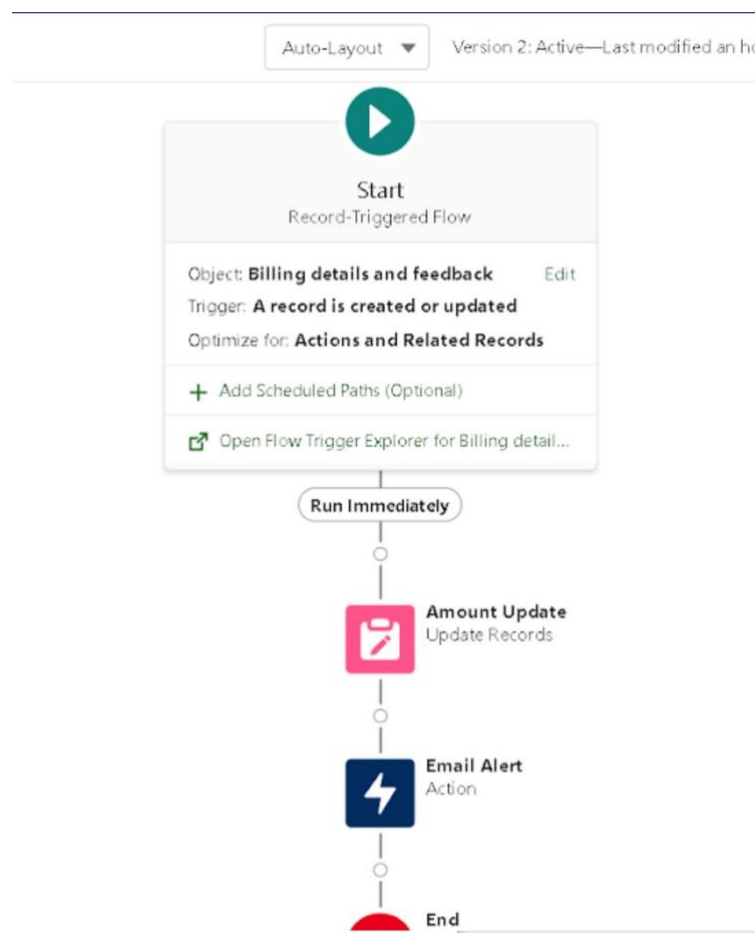 Auto-Layout
Version 2: Active—Last modified an
Start
Record-Triggered Flow
Object: Billing details and feedback
Edit
Trigger: A record is created or updated
Optimize for: Actions and Related Records
Add Scheduled Paths (Optional)
Open Flow Trigger Explorer for Billing detail...
Run Immediately
Amount Update
Update Records
Email Alert
Action
End